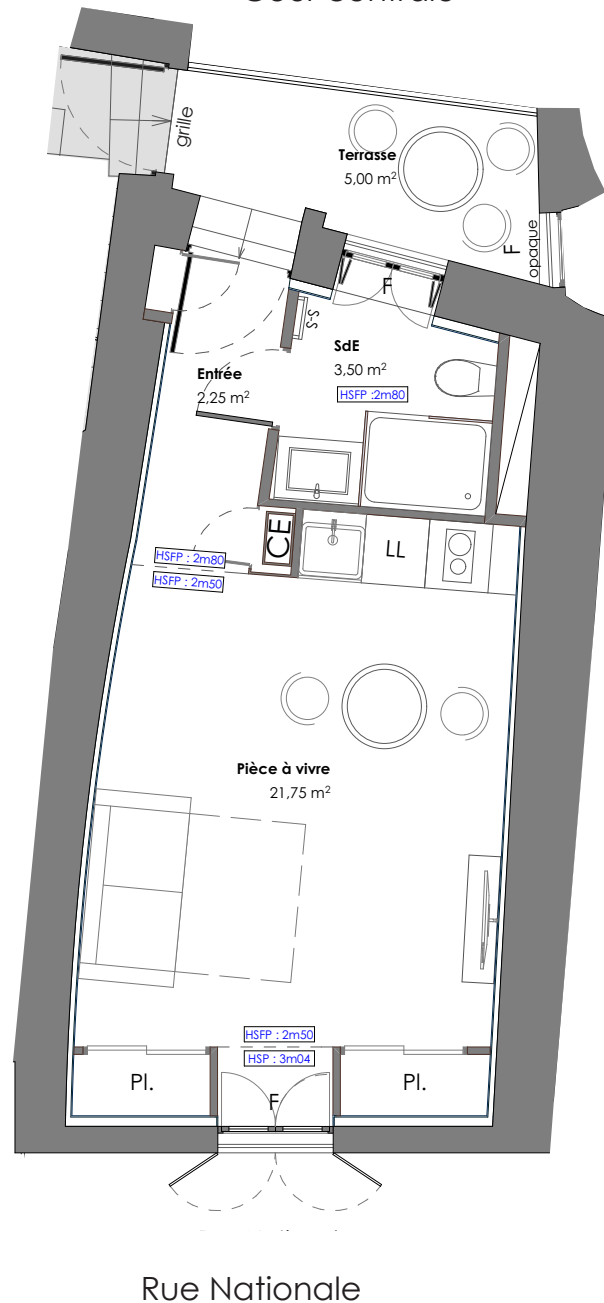 grille
Terrasse
5,00 m²
F
opaque
F
S-S
SdE
3,50 m²
HSFP :2m80
Entrée
2,25 m²
CE
LL
HSFP : 2m80
HSFP : 2m50
Pièce à vivre
21,75 m²
HSFP : 2m50
HSP : 3m04
Pl.
F
Pl.
Rue Nationale